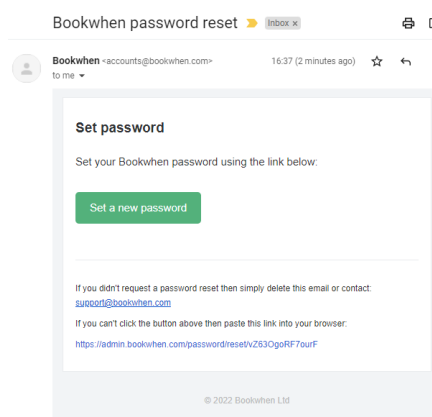 Bookwhen password reset Inbox x
Bookwhen <accounts@bookwhen.com> 16:37 (2 minutes ago)
to me
Set password
Set your Bookwhen password using the link below:
Set a new password
If you didn't request a password reset then simply delete this email or contact:
support@bookwhen.com
If you can't click the button above then paste this link into your browser:
https://admin.bookwhen.com/password/reset/vZ63OgoRF7ourF
© 2022 Bookwhen Ltd